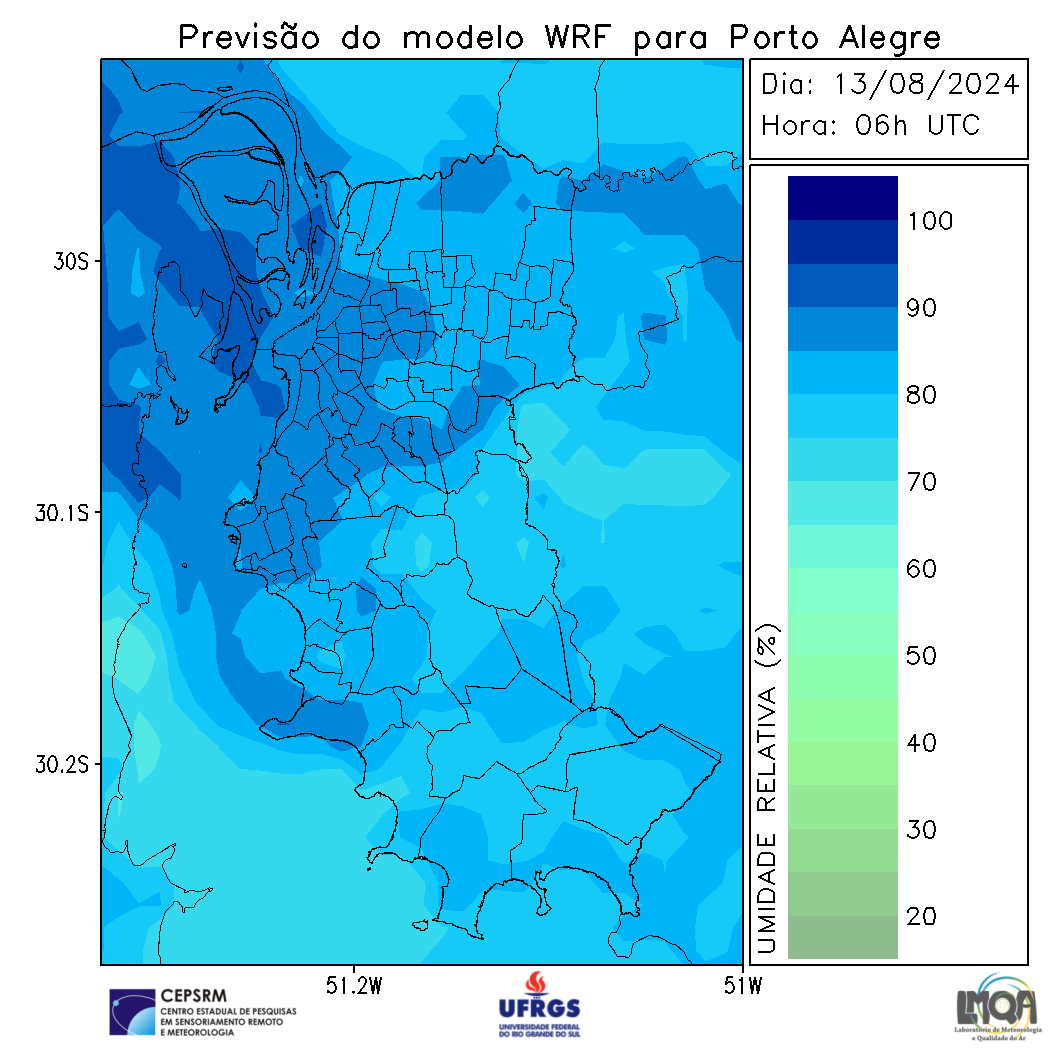 Previsão do modelo WRF para Porto Alegre
Dia: 13/08/2024
Hora: 06h UTC
30S
30.1S
30.2S
51.2W
51W
UMIDADE RELATIVA (%)
100
90
80
70
60
50
40
30
20
CEPSRM
CENTRO ESTADUAL DE PESQUISAS
EM SENSORIAMENTO REMOTO
E METEOROLOGIA
UFRGS
UNIVERSIDADE FEDERAL
DO RIO GRANDE DO SUL
LMQA
Laboratório de Meteorologia
e Qualidade do Ar